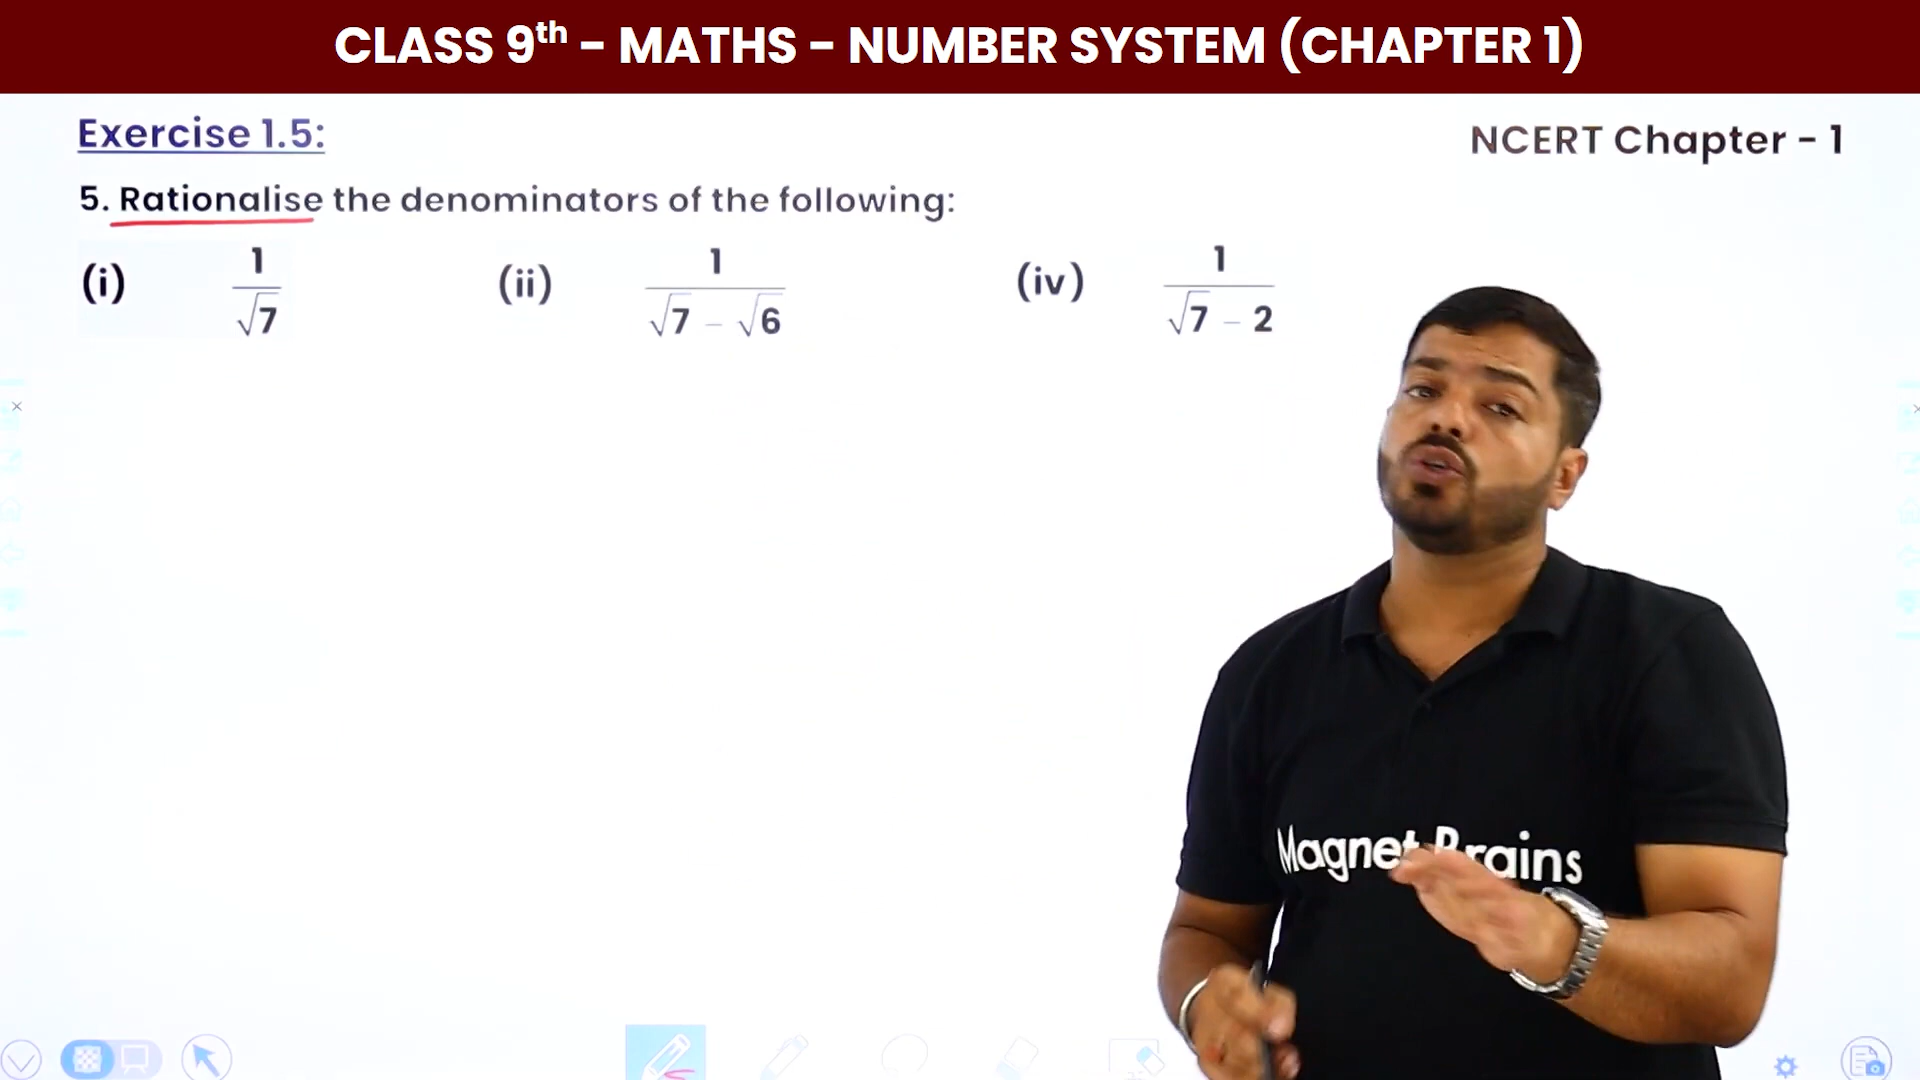 CLASS 9th – MATHS – NUMBER SYSTEM (CHAPTER 1)
Exercise 1.5:
NCERT Chapter - 1
5. Rationalise the denominators of the following:
(i) 1/√7 (ii) 1/(√7 – √6) (iv) 1/(√7 – 2)
Magnet Brains